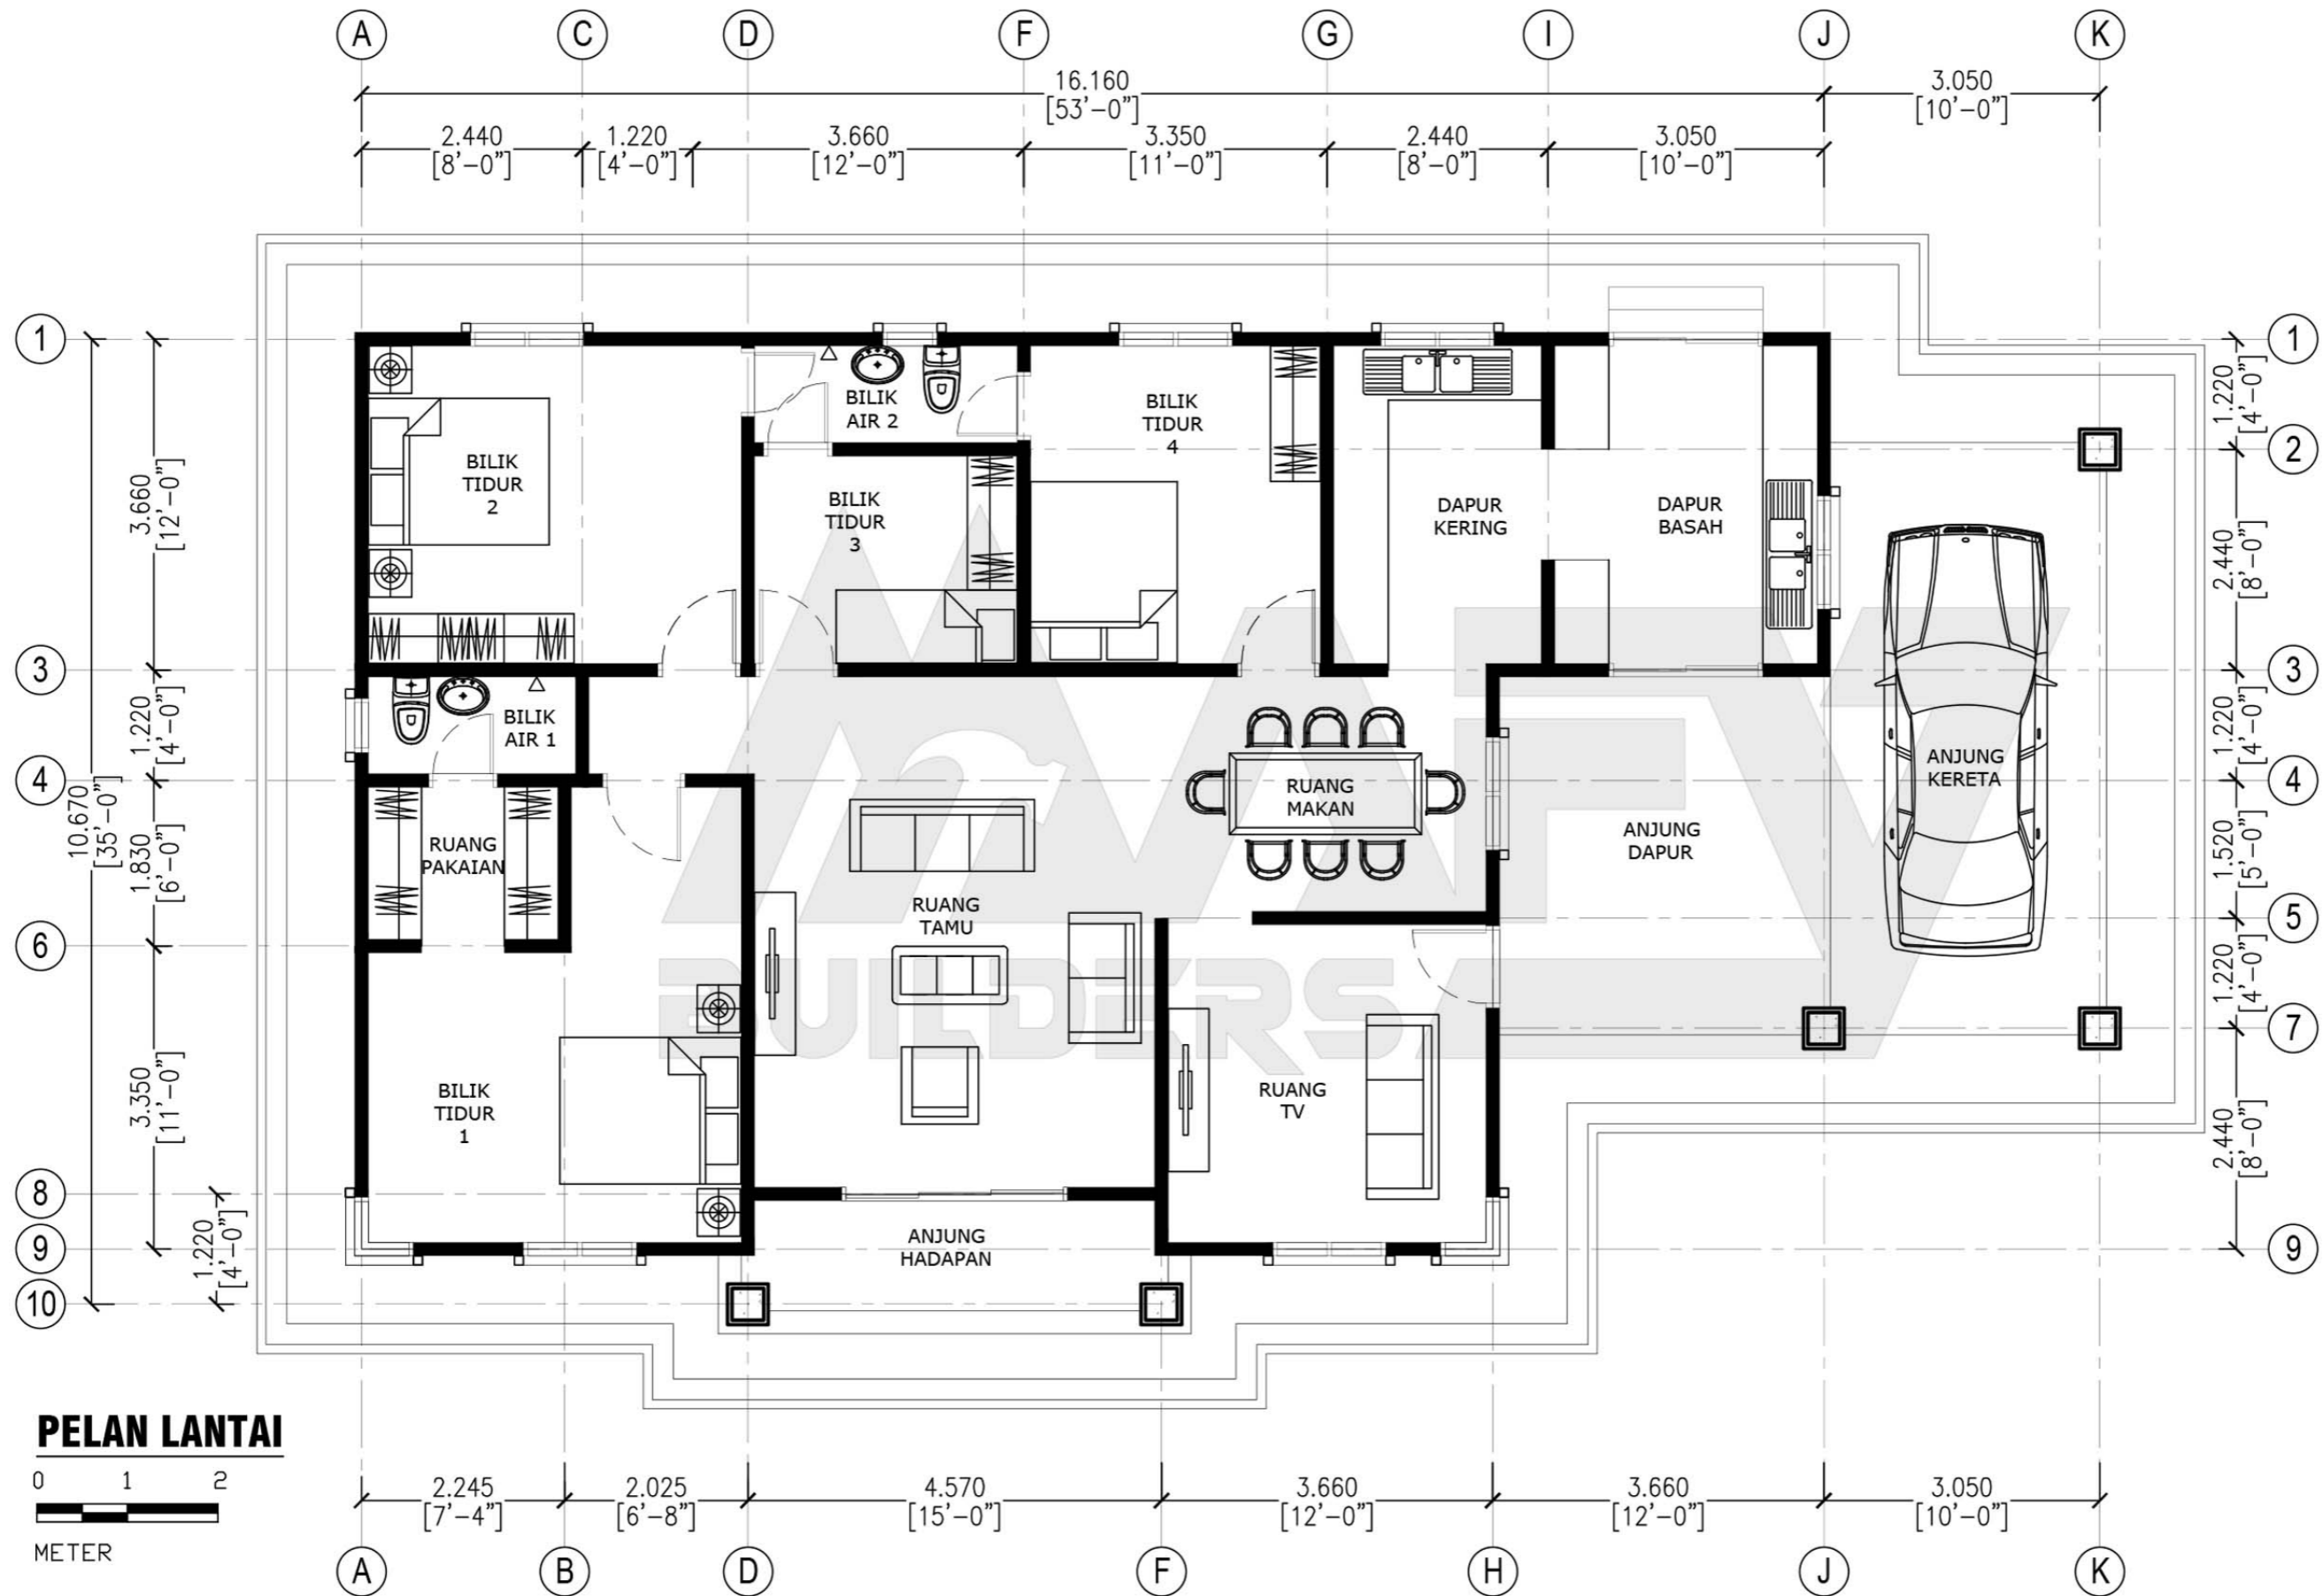 A C D F G I J K
16.160
[53'-0"]
3.050
[10'-0"]
2.440
[8'-0"]
1.220
[4'-0"]
3.660
[12'-0"]
3.350
[11'-0"]
2.440
[8'-0"]
3.050
[10'-0"]
1
3
4
6
8
9
10
10.670
[35'-0"]
3.660
[12'-0"]
1.220
[4'-0"]
1.830
[6'-0"]
3.350
[11'-0"]
1.220
[4'-0"]
BILIK
TIDUR
2
BILIK
AIR 2
BILIK
TIDUR
3
BILIK
TIDUR
4
DAPUR
KERING
DAPUR
BASAH
BILIK
AIR 1
RUANG
PAKAIAN
RUANG
MAKAN
ANJUNG
KERETA
ANJUNG
DAPUR
RUANG
TAMU
BILIK
TIDUR
1
RUANG
TV
ANJUNG
HADAPAN
BUILDERS
1
2
3
4
5
7
9
1.220
[4'-0"]
2.440
[8'-0"]
1.220
[4'-0"]
1.520
[5'-0"]
1.220
[4'-0"]
2.440
[8'-0"]
PELAN LANTAI
0 1 2
METER
2.245
[7'-4"]
2.025
[6'-8"]
4.570
[15'-0"]
3.660
[12'-0"]
3.660
[12'-0"]
3.050
[10'-0"]
A B D F H J K